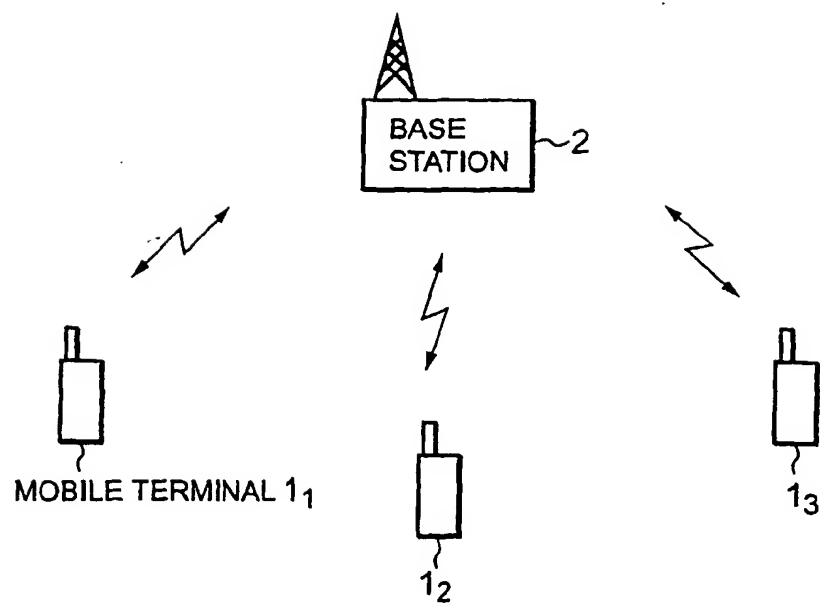 BASE
STATION
2
MOBILE TERMINAL 1₁
1₂
1₃